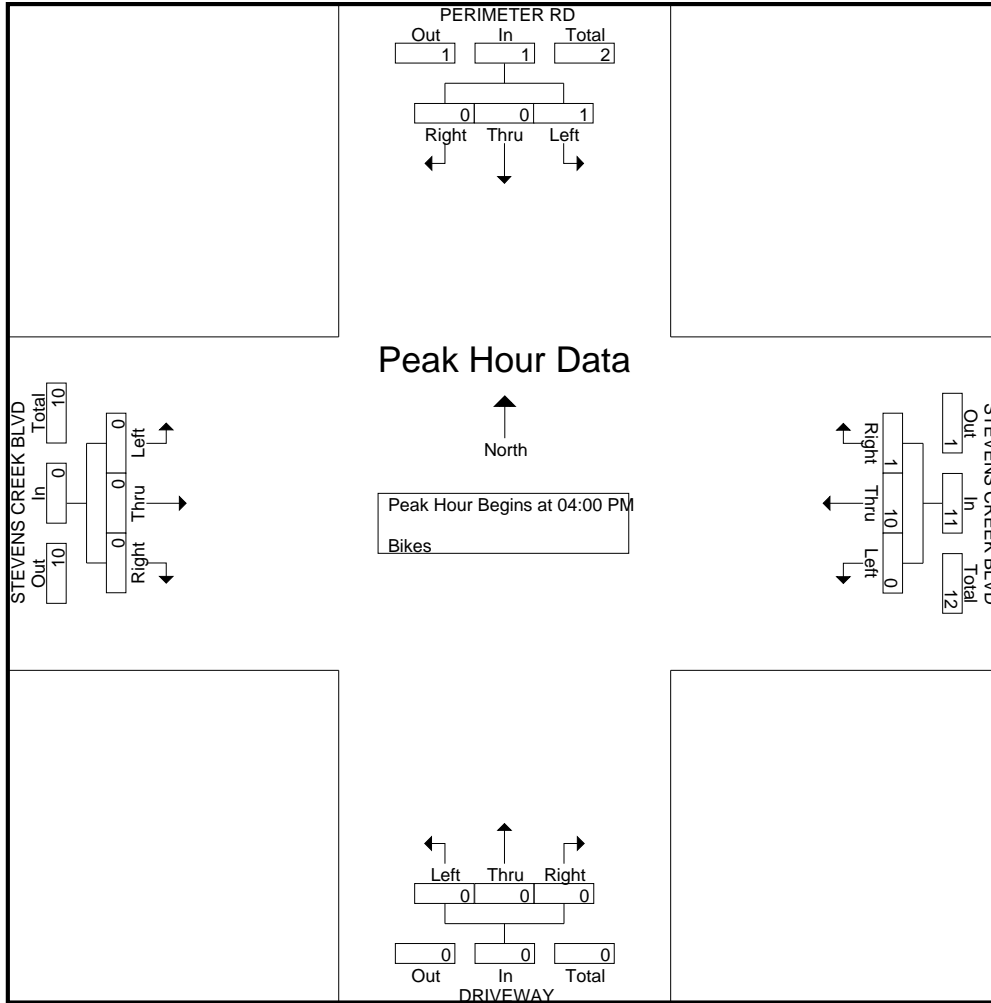 PERIMETER RD
Out In Total
1 1 2
0 0 1
Right Thru Left
Peak Hour Data
North
Peak Hour Begins at 04:00 PM
Bikes
STEVENS CREEK BLVD
Total In Out
10 0 10
0 0 0
Left Thru Right
STEVENS CREEK BLVD
Out In Total
1 11 12
1 10 0
Right Thru Left
Left Thru Right
0 0 0
0 0 0
Out In Total
DRIVEWAY